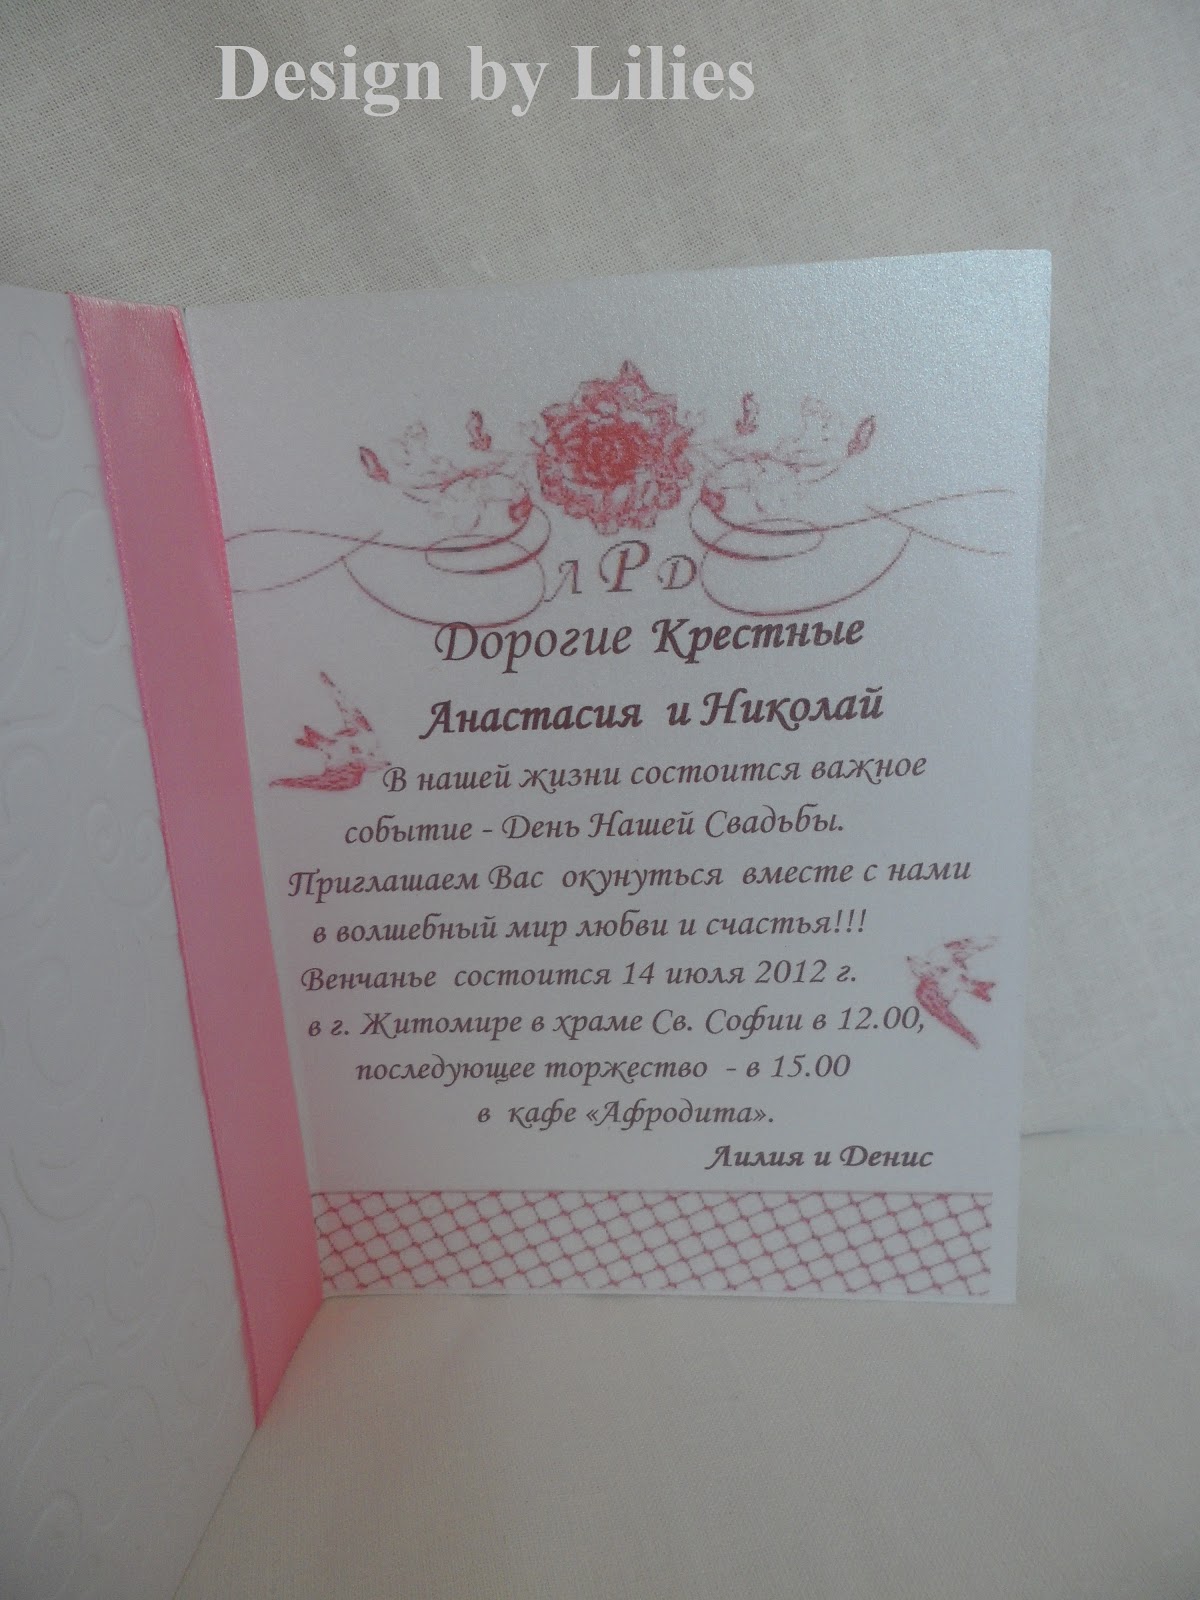 Design by Lilies
Л Р D
Дорогие Крестные
Анастасия и Николай
В нашей жизни состоится важное
событие - День Нашей Свадьбы.
Приглашаем Вас окунуться вместе с нами
в волшебный мир любви и счастья!!!
Венчанье состоится 14 июля 2012 г.
в г. Житомире в храме Св. Софии в 12.00,
последующее торжество - в 15.00
в кафе «Афродита».
Лилия и Денис